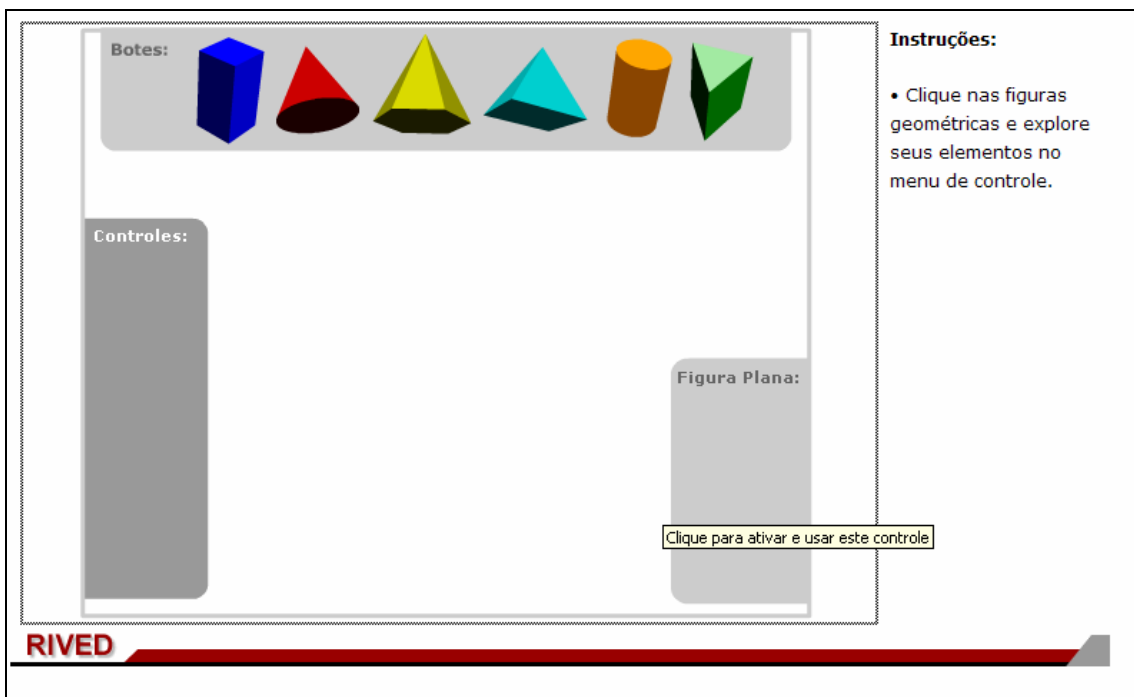 Botes:
Controles:
Figura Plana:
Clique para ativar e usar este controle
Instruções:
• Clique nas figuras
geométricas e explore
seus elementos no
menu de controle.
RIVED